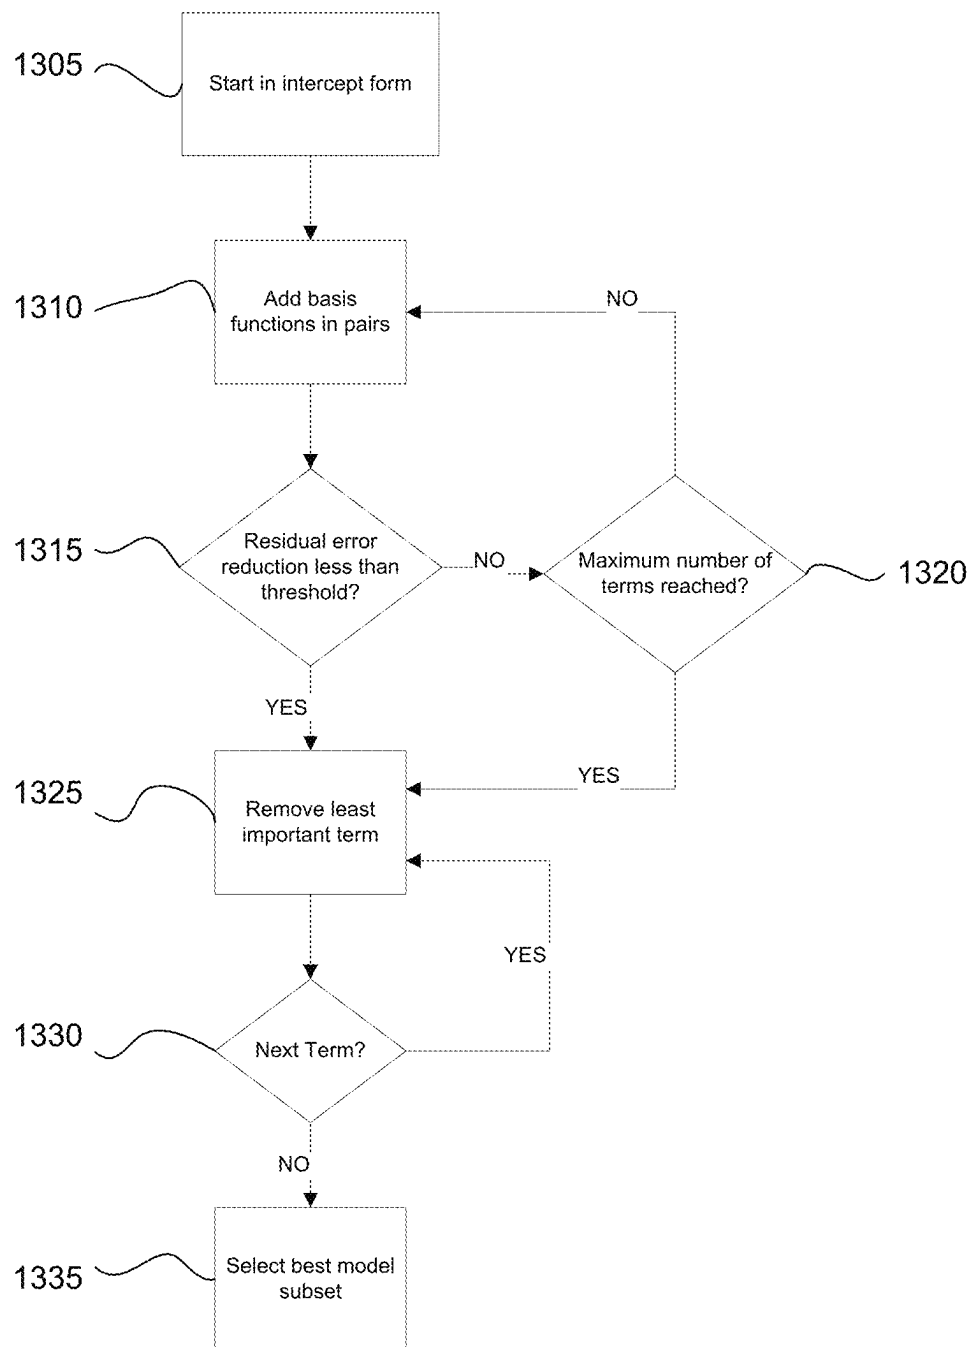 1305
Start in intercept form
1310
Add basis
functions in pairs
NO
1315
Residual error
reduction less than
threshold?
NO
Maximum number of
terms reached?
1320
YES
YES
1325
Remove least
important term
YES
1330
Next Term?
NO
1335
Select best model
subset